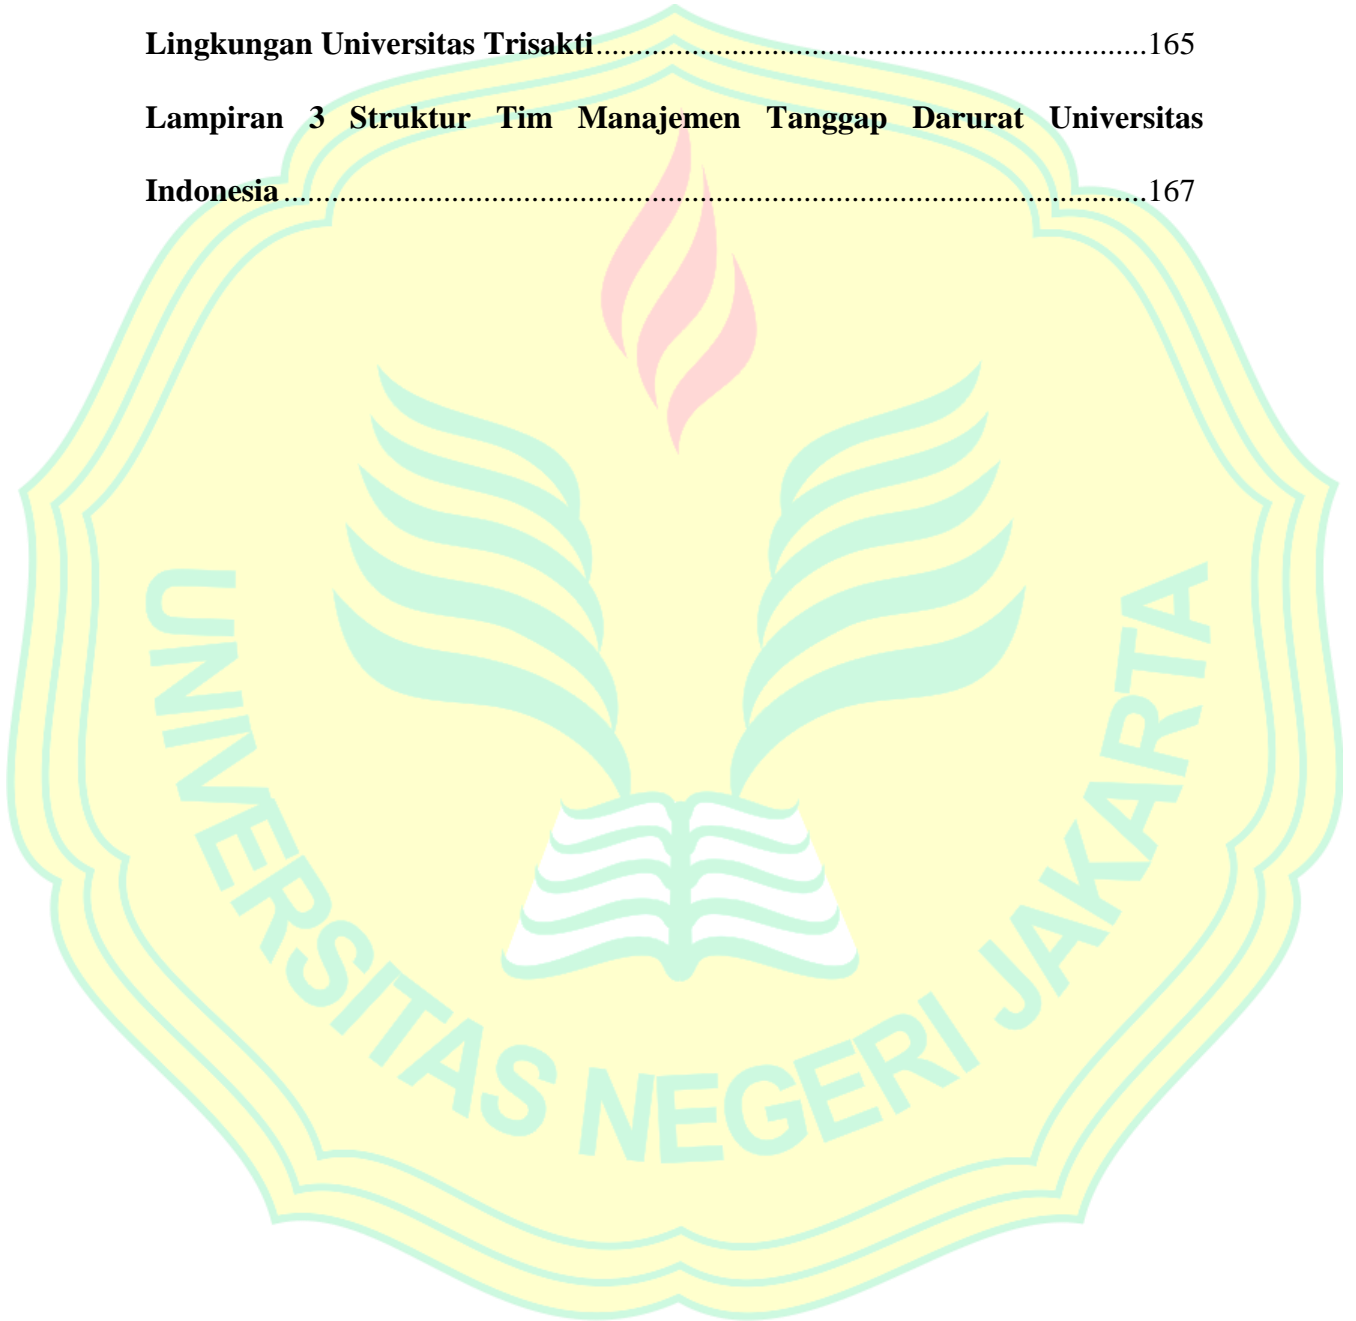 Lingkungan Universitas Trisakti.....................................................................165
Lampiran 3 Struktur Tim Manajemen Tanggap Darurat Universitas
Indonesia...........................................................................................................167
UNIVERSITAS NEGERI JAKARTA